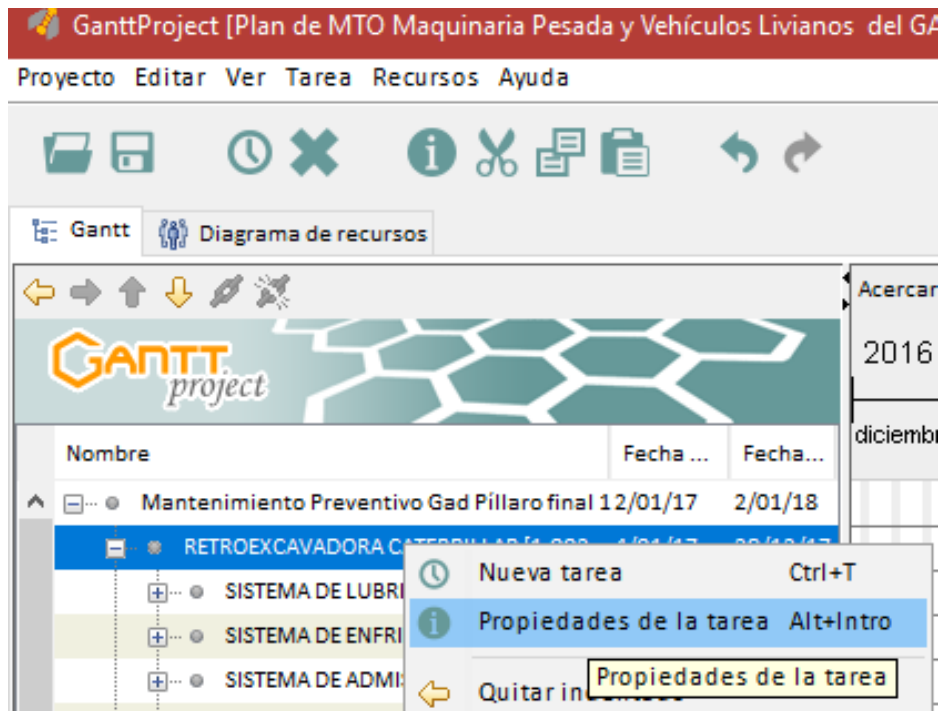 GanttProject [Plan de MTO Maquinaria Pesada y Vehículos Livianos del GA
Proyecto Editar Ver Tarea Recursos Ayuda
Gantt Diagrama de recursos
Acercar
GANTT project
2016
diciembr
Nombre Fecha ... Fecha...
Mantenimiento Preventivo Gad Píllaro final 1 2/01/17 2/01/18
RETROEXCAVADORA CATERPILLAR
Nueva tarea Ctrl+T
SISTEMA DE LUBRI
Propiedades de la tarea Alt+Intro
SISTEMA DE ENFRI
Propiedades de la tarea
SISTEMA DE ADMI
Quitar